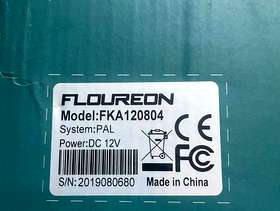 FLOUREON
Model:FKA120804
System:PAL
Power:DC 12V
CE
FC
S/N:2019080680
Made in China